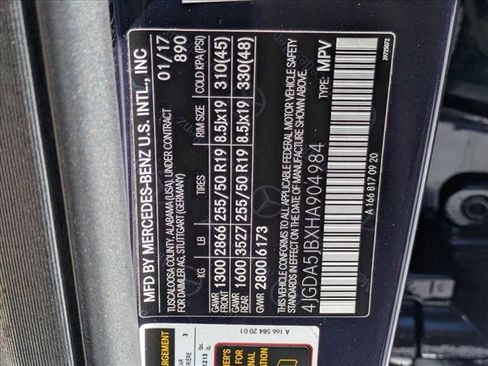 MFD BY MERCEDES-BENZ U.S. INTL., INC
TUSCALOOSA COUNTY, ALABAMA (USA). UNDER CONTRACT
FOR DAIMLER AG, STUTTGART (GERMANY)
01/17
890
KG LB TIRES RIM SIZE COLD KPA (PSI)
GAWR FRONT 1300 2866 255/50 R19 8.5Jx19 310(45)
GAWR REAR 1600 3527 255/50 R19 8.5Jx19 330(48)
GVWR 2800 6173
THIS VEHICLE CONFORMS TO ALL APPLICABLE FEDERAL MOTOR VEHICLE SAFETY
STANDARDS IN EFFECT ON THE DATE OF MANUFACTURE SHOWN ABOVE.
4JGDA5JBXHA904984 TYPE: MPV
A 166 817 09 20
A 166 584 20 01
3
1213